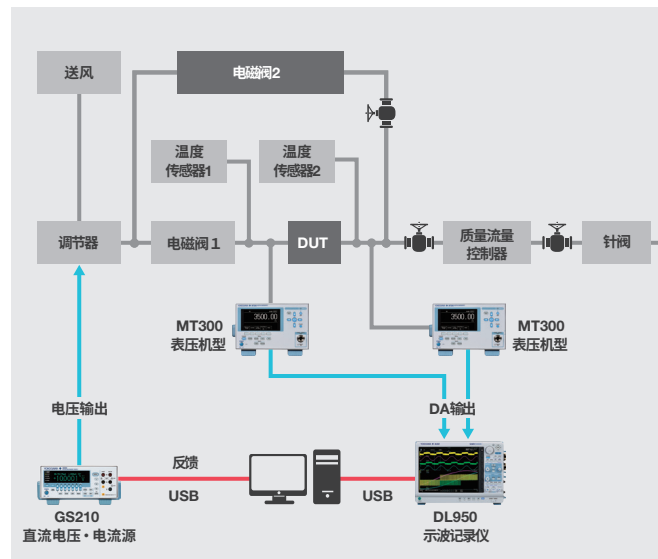 送风
电磁阀2
温度
传感器1
温度
传感器2
调节器
电磁阀 1
DUT
质量流量
控制器
针阀
MT300
表压机型
3500.00
3500.00
MT300
表压机型
电压输出
DA输出
反馈
USB
USB
GS210
直流电压・电流源
DL950
示波记录仪